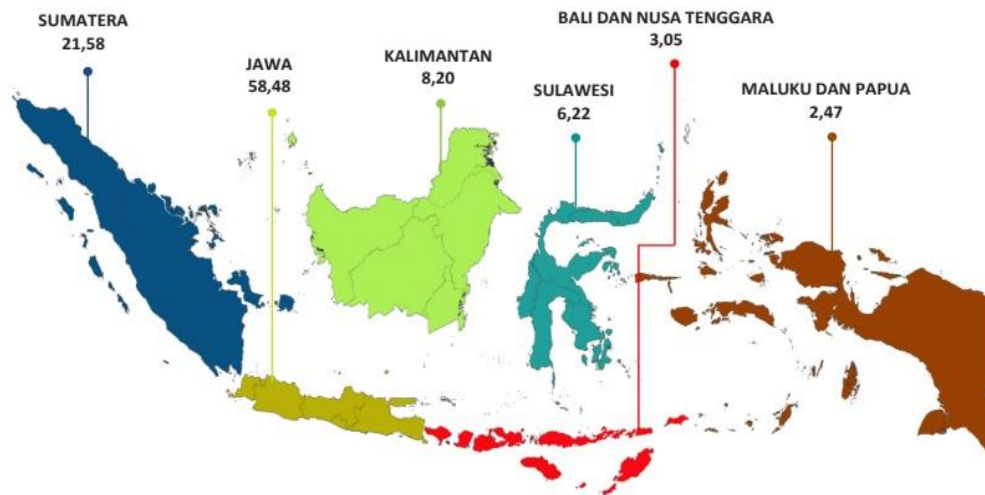 SUMATERA
21,58
JAWA
58,48
KALIMANTAN
8,20
SULAWESI
6,22
BALI DAN NUSA TENGGARA
3,05
MALUKU DAN PAPUA
2,47